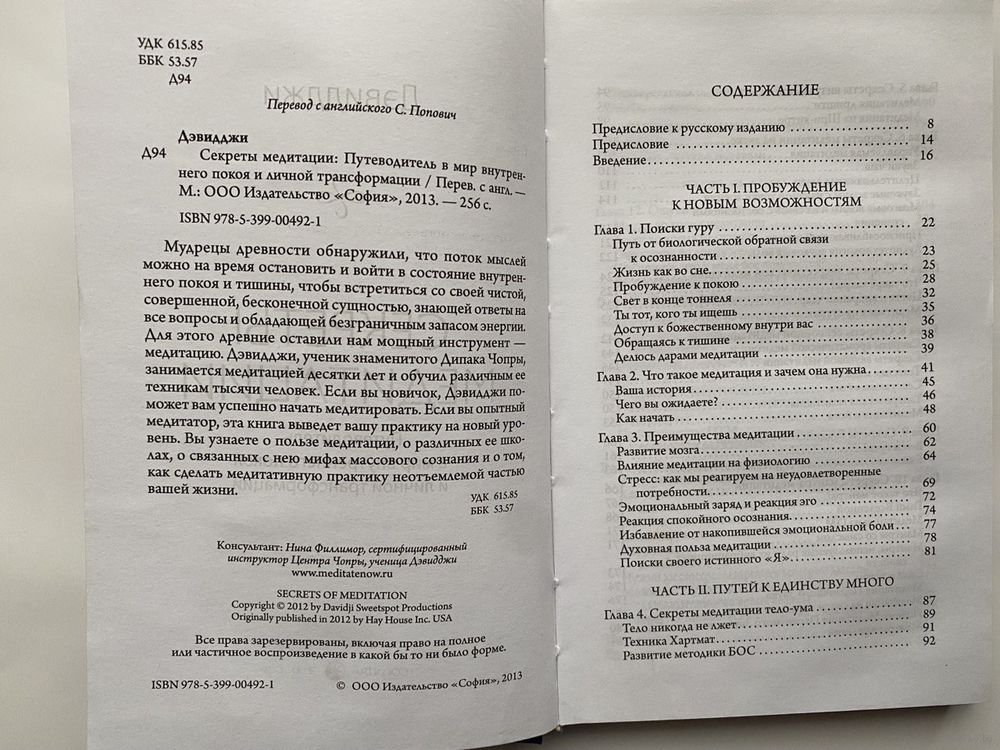 УДК 615.85
ББК 53.57
Д94
Перевод с английского С. Попович
Дэвидджи
Д94 Секреты медитации: Путеводитель в мир внутрен-
него покоя и личной трансформации / Перев. с англ. —
М.: ООО Издательство «София», 2013. — 256 с.
ISBN 978-5-399-00492-1
Мудрецы древности обнаружили, что поток мыслей
можно на время остановить и войти в состояние внутрен-
него покоя и тишины, чтобы встретиться со своей чистой,
совершенной, бесконечной сущностью, знающей ответы на
все вопросы и обладающей безграничным запасом энергии.
Для этого древние оставили нам мощный инструмент —
медитацию. Дэвидджи, ученик знаменитого Дипака Чопры,
занимается медитацией десятки лет и обучил различным ее
техникам тысячи человек. Если вы новичок, Дэвидджи по-
может вам успешно начать медитировать. Если вы опытный
медитатор, эта книга выведет вашу практику на новый уро-
вень. Вы узнаете о пользе медитации, о различных ее шко-
лах, о связанных с нею мифах массового сознания и о том,
как сделать медитативную практику неотъемлемой частью
вашей жизни.
УДК 615.85
ББК 53.57
Консультант: Нина Филлимор, сертифицированный
инструктор Центра Чопры, ученица Дэвидджи
www.meditatenow.ru
SECRETS OF MEDITATION
Copyright © 2012 by Davidji Sweetspot Productions
Originally published in 2012 by Hay House Inc. USA
Все права зарезервированы, включая право на полное
или частичное воспроизведение в какой бы то ни было форме.
ISBN 978-5-399-00492-1 © ООО Издательство «София», 2013
СОДЕРЖАНИЕ
Предисловие к русскому изданию 8
Предисловие 14
Введение 16
ЧАСТЬ I. ПРОБУЖДЕНИЕ
К НОВЫМ ВОЗМОЖНОСТЯМ
Глава 1. Поиски гуру 22
Путь от биологической обратной связи
к осознанности 23
Жизнь как во сне 25
Пробуждение к покою 28
Свет в конце тоннеля 32
Ты тот, кого ты ищешь 35
Доступ к божественному внутри вас 36
Обращаясь к тишине 38
Делюсь дарами медитации 39
Глава 2. Что такое медитация и зачем она нужна 41
Ваша история 45
Чего вы ожидаете? 46
Как начать 48
Глава 3. Преимущества медитации 60
Развитие мозга 62
Влияние медитации на физиологию 64
Стресс: как мы реагируем на неудовлетворенные
потребности 69
Эмоциональный заряд и реакция эго 72
Реакция спокойного осознания 74
Избавление от накопившейся эмоциональной боли 77
Духовная польза медитации 78
Поиски своего истинного «Я» 81
ЧАСТЬ II. ПУТЕЙ К ЕДИНСТВУ МНОГО
Глава 4. Секреты медитации тело-ума 87
Тело никогда не лжет 89
Техника Хартмат 91
Развитие методики БОС 92